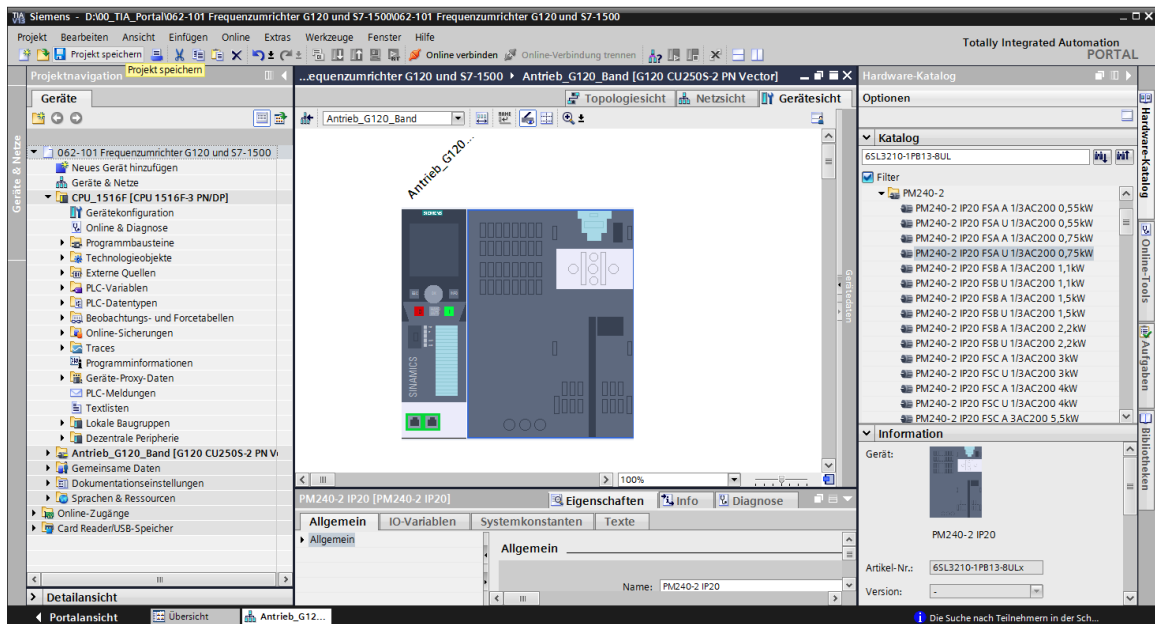 Siemens - D:\00_TIA_Portal\062-101 Frequenzumrichter G120 und S7-1500\062-101 Frequenzumrichter G120 und S7-1500
Projekt Bearbeiten Ansicht Einfügen Online Extras Werkzeuge Fenster Hilfe
Totally Integrated Automation
PORTAL
Projekt speichern
Online verbinden
Online-Verbindung trennen
Projektnavigation
Projekt speichern
Geräte
Geräte & Netze
062-101 Frequenzumrichter G120 und S7-1500
Neues Gerät hinzufügen
Geräte & Netze
CPU_1516F [CPU 1516F-3 PN/DP]
Gerätekonfiguration
Online & Diagnose
Programmbausteine
Technologieobjekte
Externe Quellen
PLC-Variablen
PLC-Datentypen
Beobachtungs- und Forcetabellen
Online-Sicherungen
Traces
Programminformationen
Geräte-Proxy-Daten
PLC-Meldungen
Textlisten
Lokale Baugruppen
Dezentrale Peripherie
Antrieb_G120_Band [G120 CU250S-2 PN V
Gemeinsame Daten
Dokumentationseinstellungen
Sprachen & Ressourcen
Online-Zugänge
Card Reader/USB-Speicher
Detailansicht
...equenzumrichter G120 und S7-1500 Antrieb_G120_Band [G120 CU250S-2 PN Vector]
Topologiesicht
Netzsicht
Gerätesicht
Antrieb_G120_Band
Antrieb_G120...
SIEMENS
SINAMICS
Gerätedaten
100%
PM240-2 IP20 [PM240-2 IP20]
Eigenschaften
Info
Diagnose
Allgemein
IO-Variablen
Systemkonstanten
Texte
Allgemein
Allgemein
Name: PM240-2 IP20
Hardware-Katalog
Optionen
Katalog
6SL3210-1PB13-8UL
Filter
PM240-2
PM240-2 IP20 FSA A 1/3AC200 0,55kW
PM240-2 IP20 FSA U 1/3AC200 0,55kW
PM240-2 IP20 FSA A 1/3AC200 0,75kW
PM240-2 IP20 FSA U 1/3AC200 0,75kW
PM240-2 IP20 FSB A 1/3AC200 1,1kW
PM240-2 IP20 FSB U 1/3AC200 1,1kW
PM240-2 IP20 FSB A 1/3AC200 1,5kW
PM240-2 IP20 FSB U 1/3AC200 1,5kW
PM240-2 IP20 FSB A 1/3AC200 2,2kW
PM240-2 IP20 FSB U 1/3AC200 2,2kW
PM240-2 IP20 FSC A 1/3AC200 3kW
PM240-2 IP20 FSC U 1/3AC200 3kW
PM240-2 IP20 FSC A 1/3AC200 4kW
PM240-2 IP20 FSC U 1/3AC200 4kW
PM240-2 IP20 FSC A 3AC200 5,5kW
Information
Gerät:
PM240-2 IP20
Artikel-Nr.: 6SL3210-1PB13-8ULx
Version: -
Hardware-Katalog
Online-Tools
Aufgaben
Bibliotheken
Portalansicht
Übersicht
Antrieb_G12...
Die Suche nach Teilnehmern in der Sch...